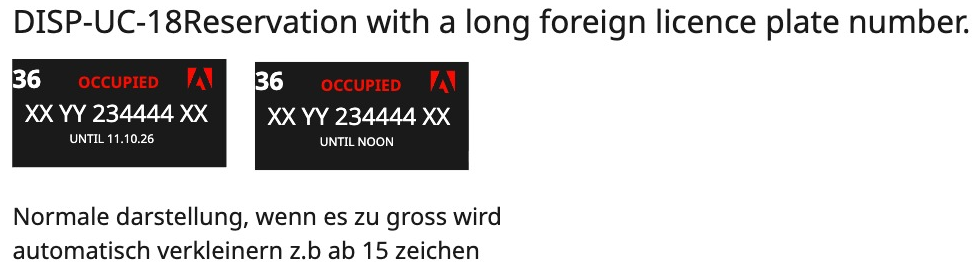 DISP-UC-18Reservation with a long foreign licence plate number.
36 OCCUPIED
XX YY 234444 XX
UNTIL 11.10.26
36 OCCUPIED
XX YY 234444 XX
UNTIL NOON
Normale darstellung, wenn es zu gross wird
automatisch verkleinern z.b ab 15 zeichen